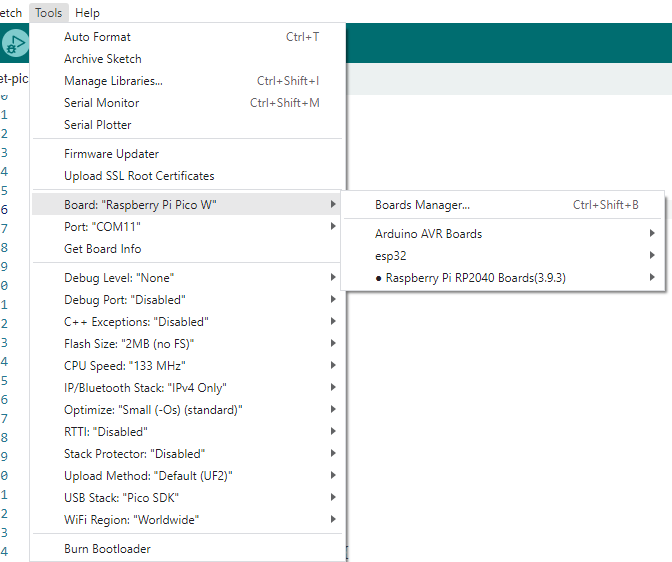 etch Tools Help
et-pic
Auto Format Ctrl+T
Archive Sketch
Manage Libraries... Ctrl+Shift+I
Serial Monitor Ctrl+Shift+M
Serial Plotter
Firmware Updater
Upload SSL Root Certificates
Board: "Raspberry Pi Pico W"
Port: "COM11"
Get Board Info
Debug Level: "None"
Debug Port: "Disabled"
C++ Exceptions: "Disabled"
Flash Size: "2MB (no FS)"
CPU Speed: "133 MHz"
IP/Bluetooth Stack: "IPv4 Only"
Optimize: "Small (-Os) (standard)"
RTTI: "Disabled"
Stack Protector: "Disabled"
Upload Method: "Default (UF2)"
USB Stack: "Pico SDK"
WiFi Region: "Worldwide"
Burn Bootloader
Boards Manager... Ctrl+Shift+B
Arduino AVR Boards
esp32
● Raspberry Pi RP2040 Boards(3.9.3)
0
1
2
3
4
5
6
7
8
9
0
1
2
3
4
5
6
7
8
9
0
1
2
3
4